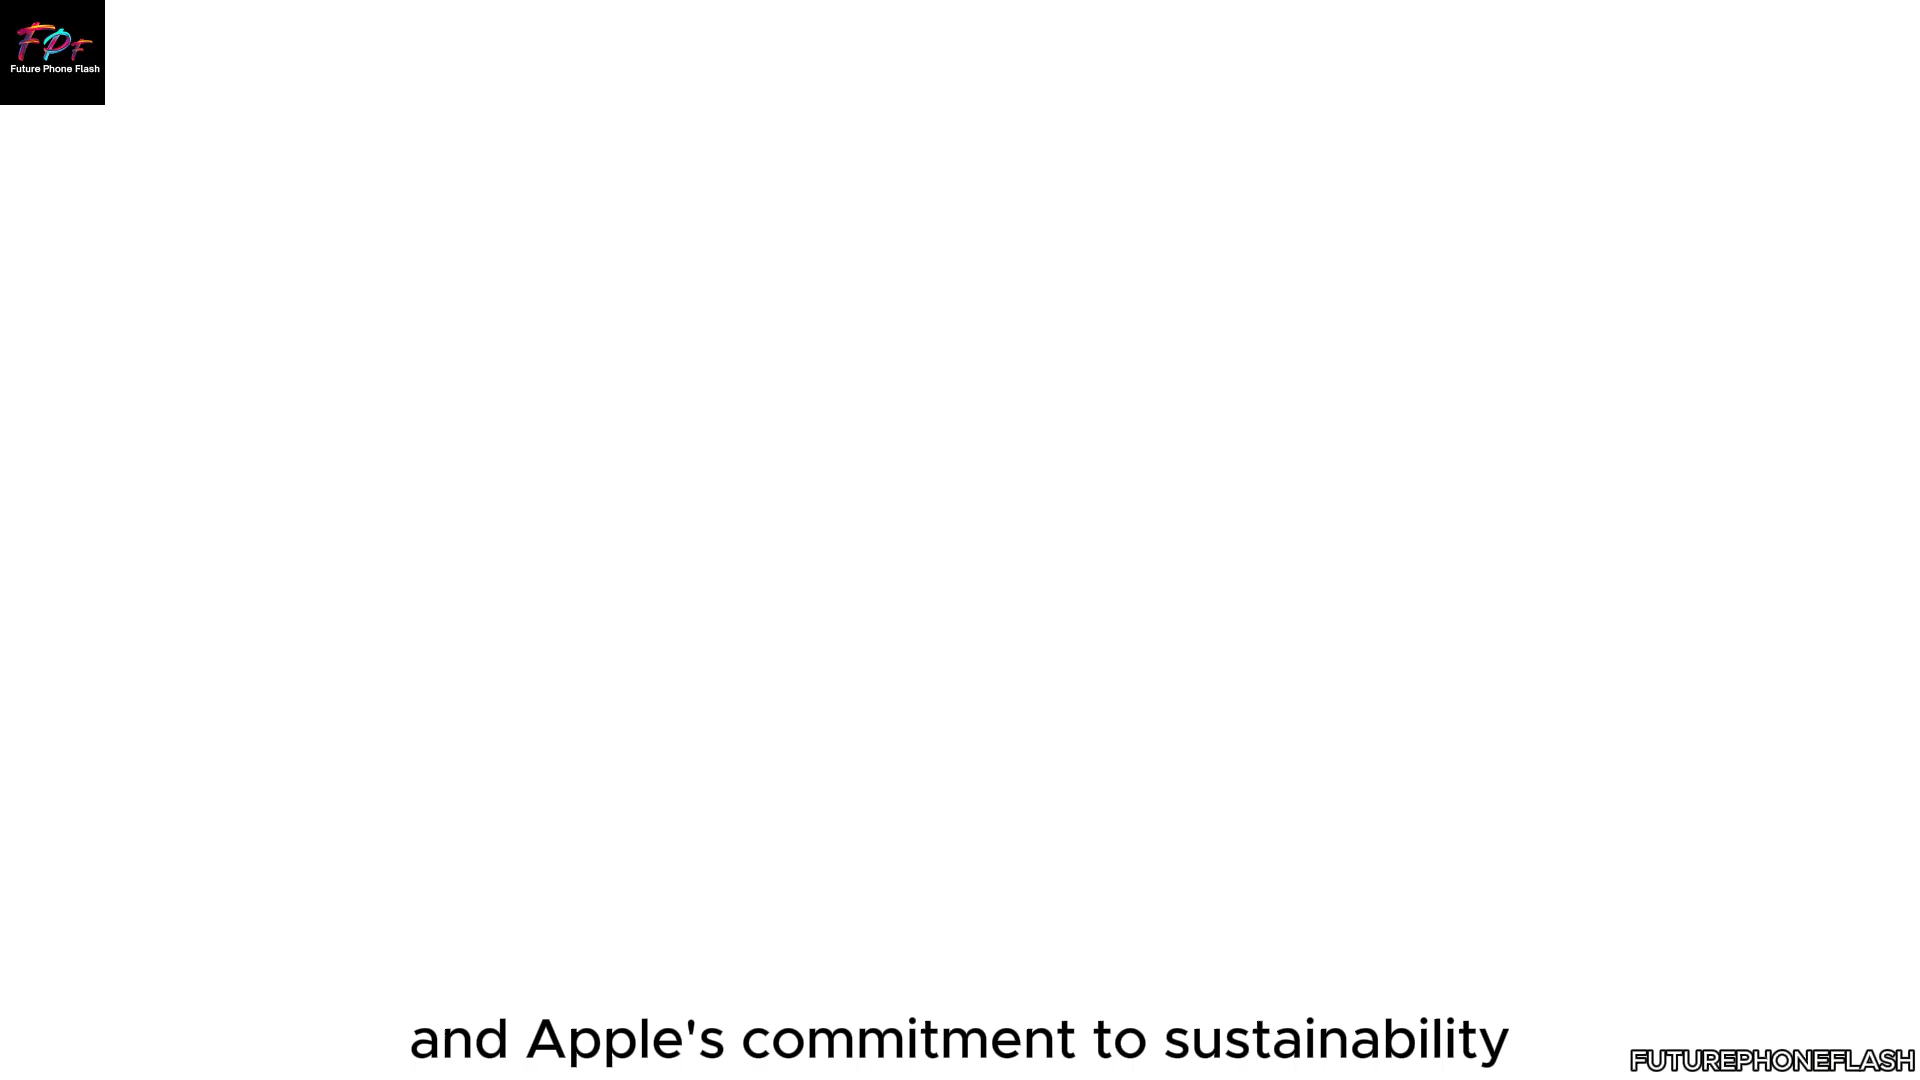 FPF
Future Phone Flash
and Apple's commitment to sustainability
FUTUREPHONEFLASH